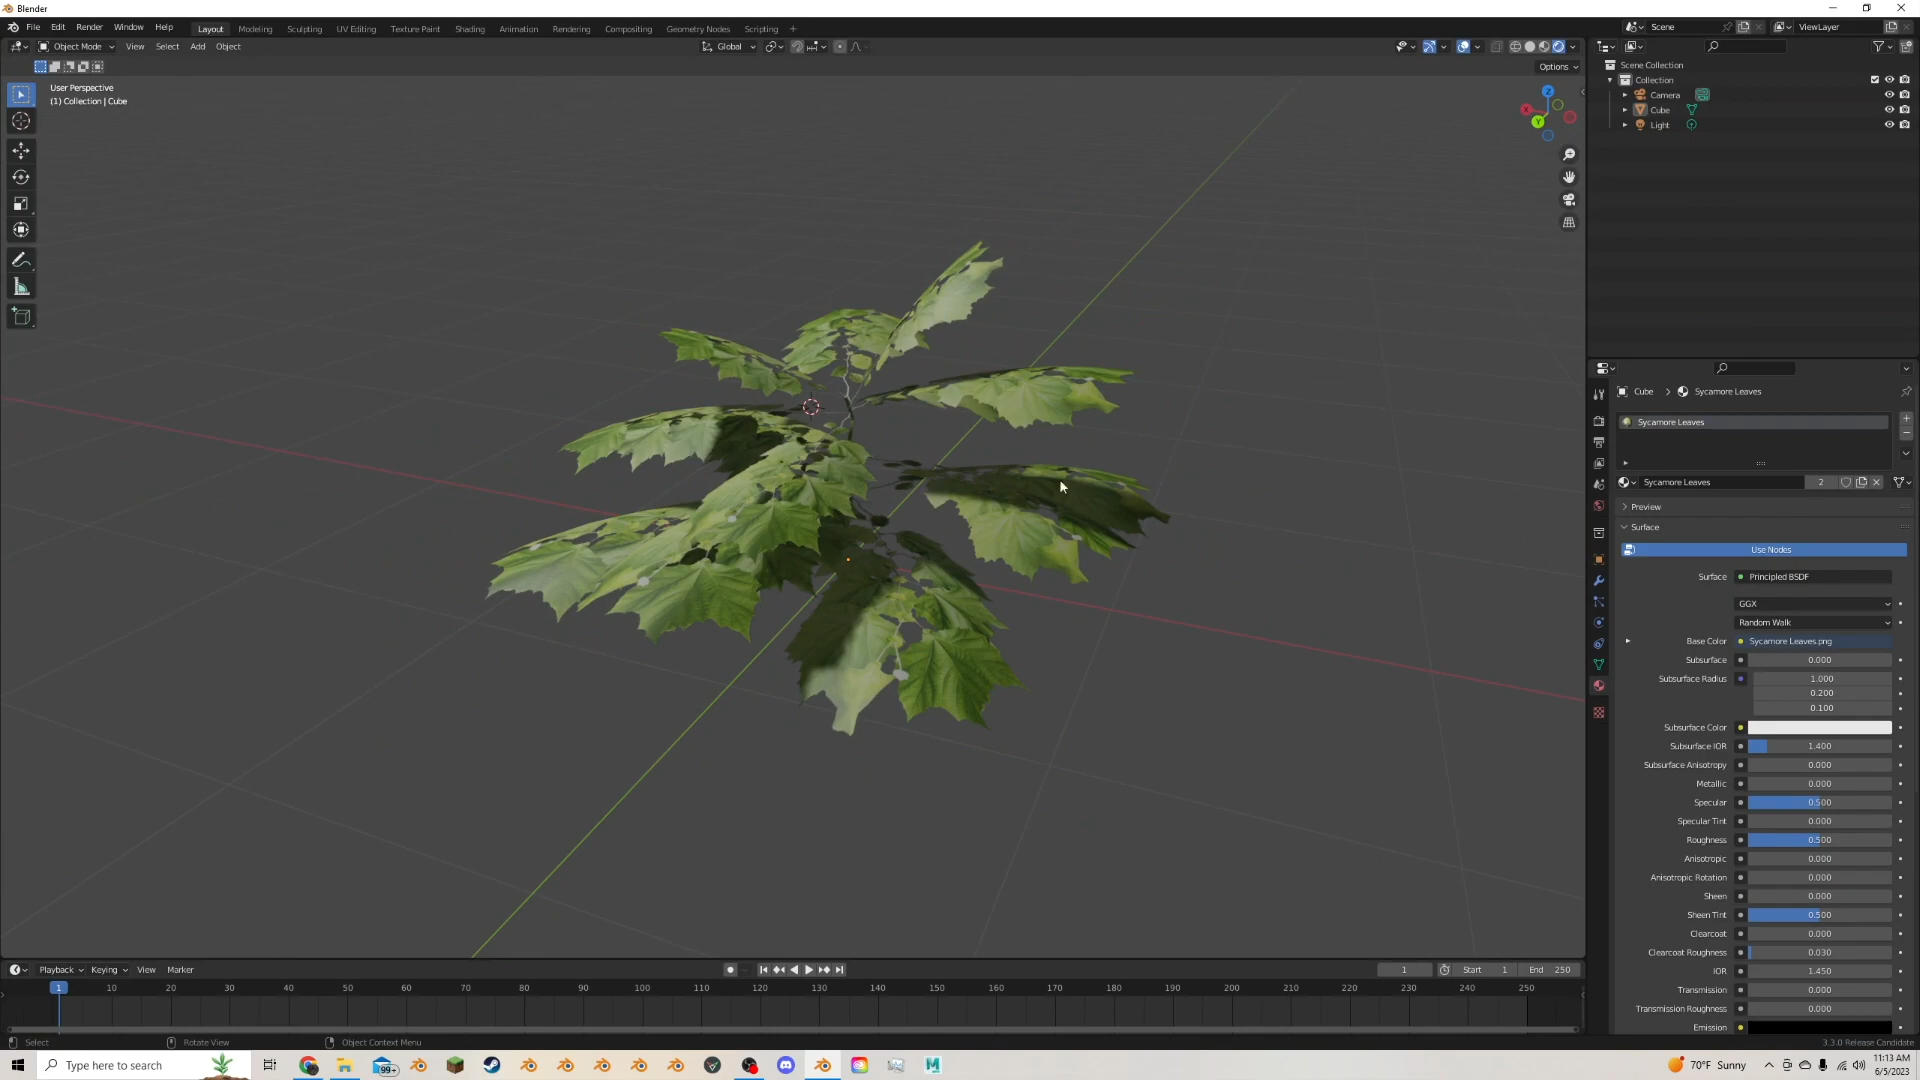 Blender
File Edit Render Window Help
Layout Modeling Sculpting UV Editing Texture Paint Shading Animation Rendering Compositing Geometry Nodes Scripting +
Scene
ViewLayer
Object Mode View Select Add Object
Global
Options
User Perspective
(1) Collection | Cube
Z
X
Y
Scene Collection
Collection
Camera
Cube
Light
Cube > Sycamore Leaves
Sycamore Leaves
Sycamore Leaves 2
Preview
Surface
Use Nodes
Surface Principled BSDF
GGX
Random Walk
Base Color Sycamore Leaves.png
Subsurface 0.000
Subsurface Radius 1.000
0.200
0.100
Subsurface Color
Subsurface IOR 1.400
Subsurface Anisotropy 0.000
Metallic 0.000
Specular 0.500
Specular Tint 0.000
Roughness 0.500
Anisotropic 0.000
Anisotropic Rotation 0.000
Sheen 0.000
Sheen Tint 0.500
Clearcoat 0.000
Clearcoat Roughness 0.030
IOR 1.450
Transmission 0.000
Transmission Roughness 0.000
Emission
Playback Keying View Marker
1 Start 1 End 250
1 10 20 30 40 50 60 70 80 90 100 110 120 130 140 150 160 170 180 190 200 210 220 230 240 250
Select Rotate View Object Context Menu
3.3.0 Release Candidate
Type here to search
99+
70°F Sunny
11:13 AM
6/5/2023